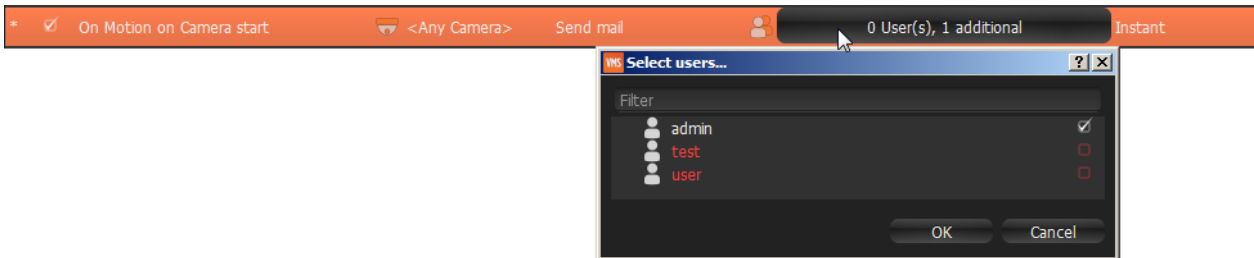 * On Motion on Camera start <Any Camera> Send mail 0 User(s), 1 additional Instant
VMS Select users... ? X
Filter
admin
test
user
OK Cancel